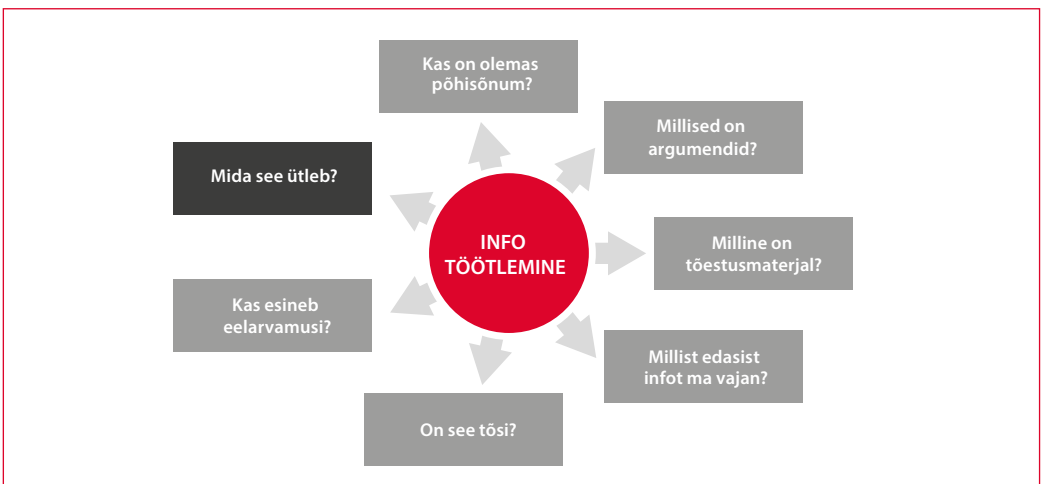 Kas on olemas
põhisõnum?
Millised on
argumendid?
Mida see ütleb?
INFO
TÖÖTLEMINE
Milline on
tõestusmaterjal?
Kas esineb
eelarvamusi?
Millist edasist
infot ma vajan?
On see tõsi?